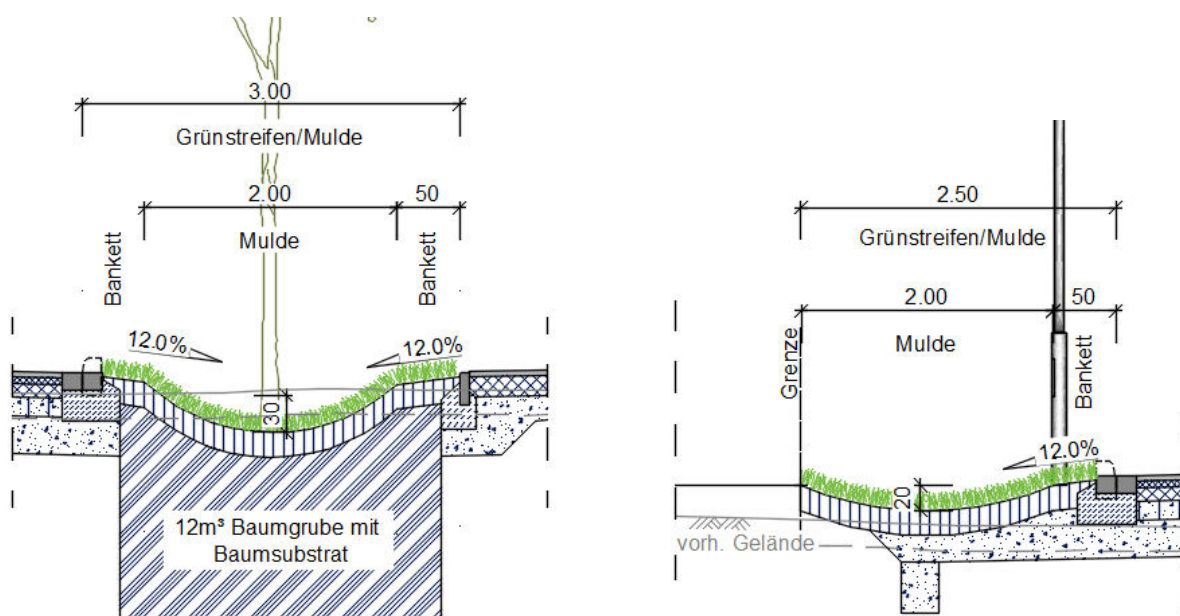 3.00
Grünstreifen/Mulde
2.00
50
Mulde
Bankett
Bankett
12.0%
12.0%
30
12m³ Baumgrube mit
Baumsubstrat
2.50
Grünstreifen/Mulde
2.00
50
Grenze
Mulde
Bankett
12.0%
20
vorh. Gelände